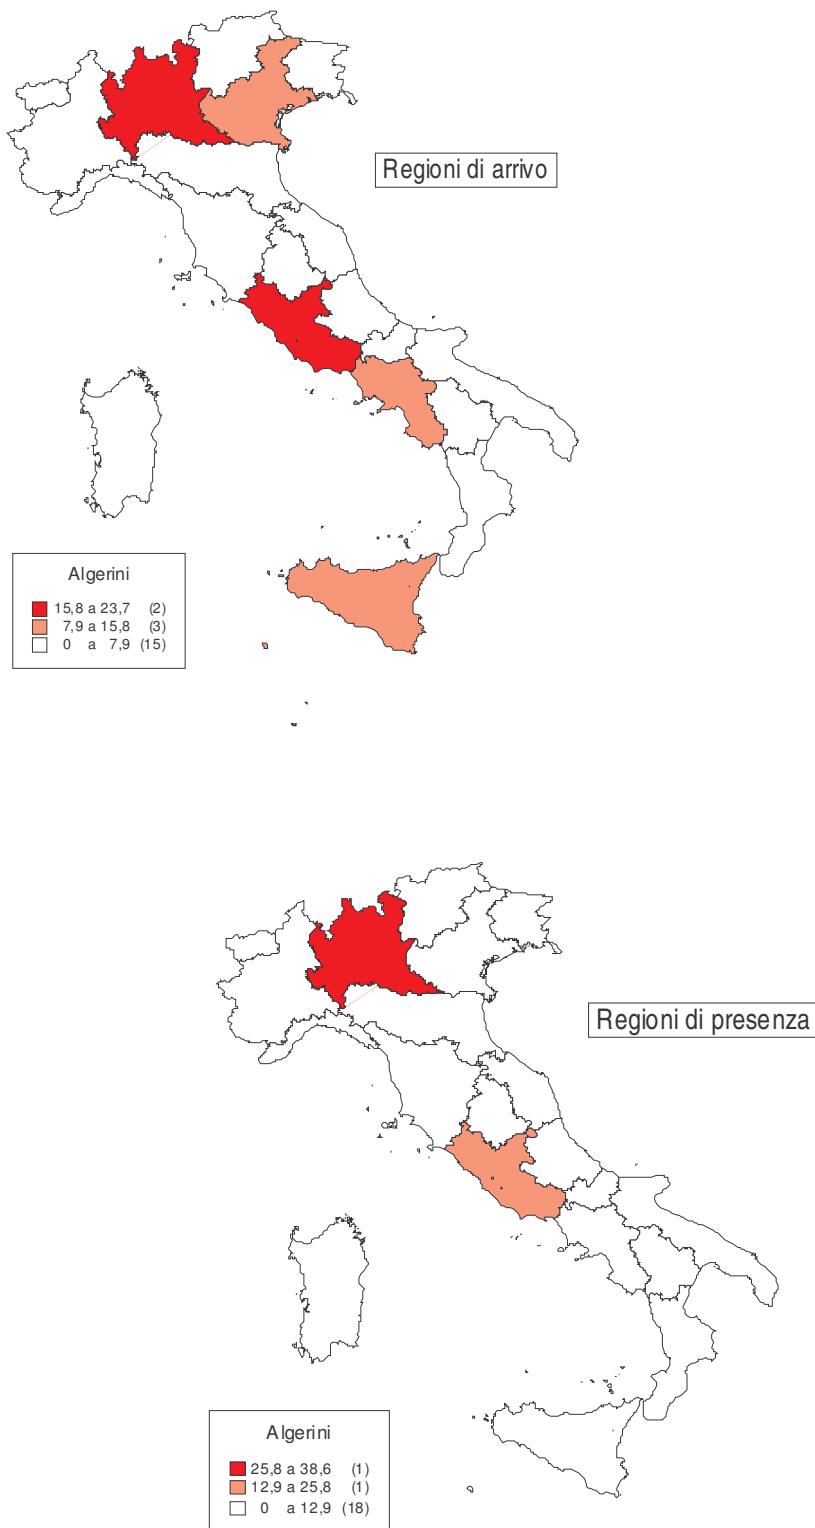 Regioni di arrivo
Algerini
15,8 a 23,7 (2)
7,9 a 15,8 (3)
0 a 7,9 (15)
Regioni di presenza
Algerini
25,8 a 38,6 (1)
12,9 a 25,8 (1)
0 a 12,9 (18)